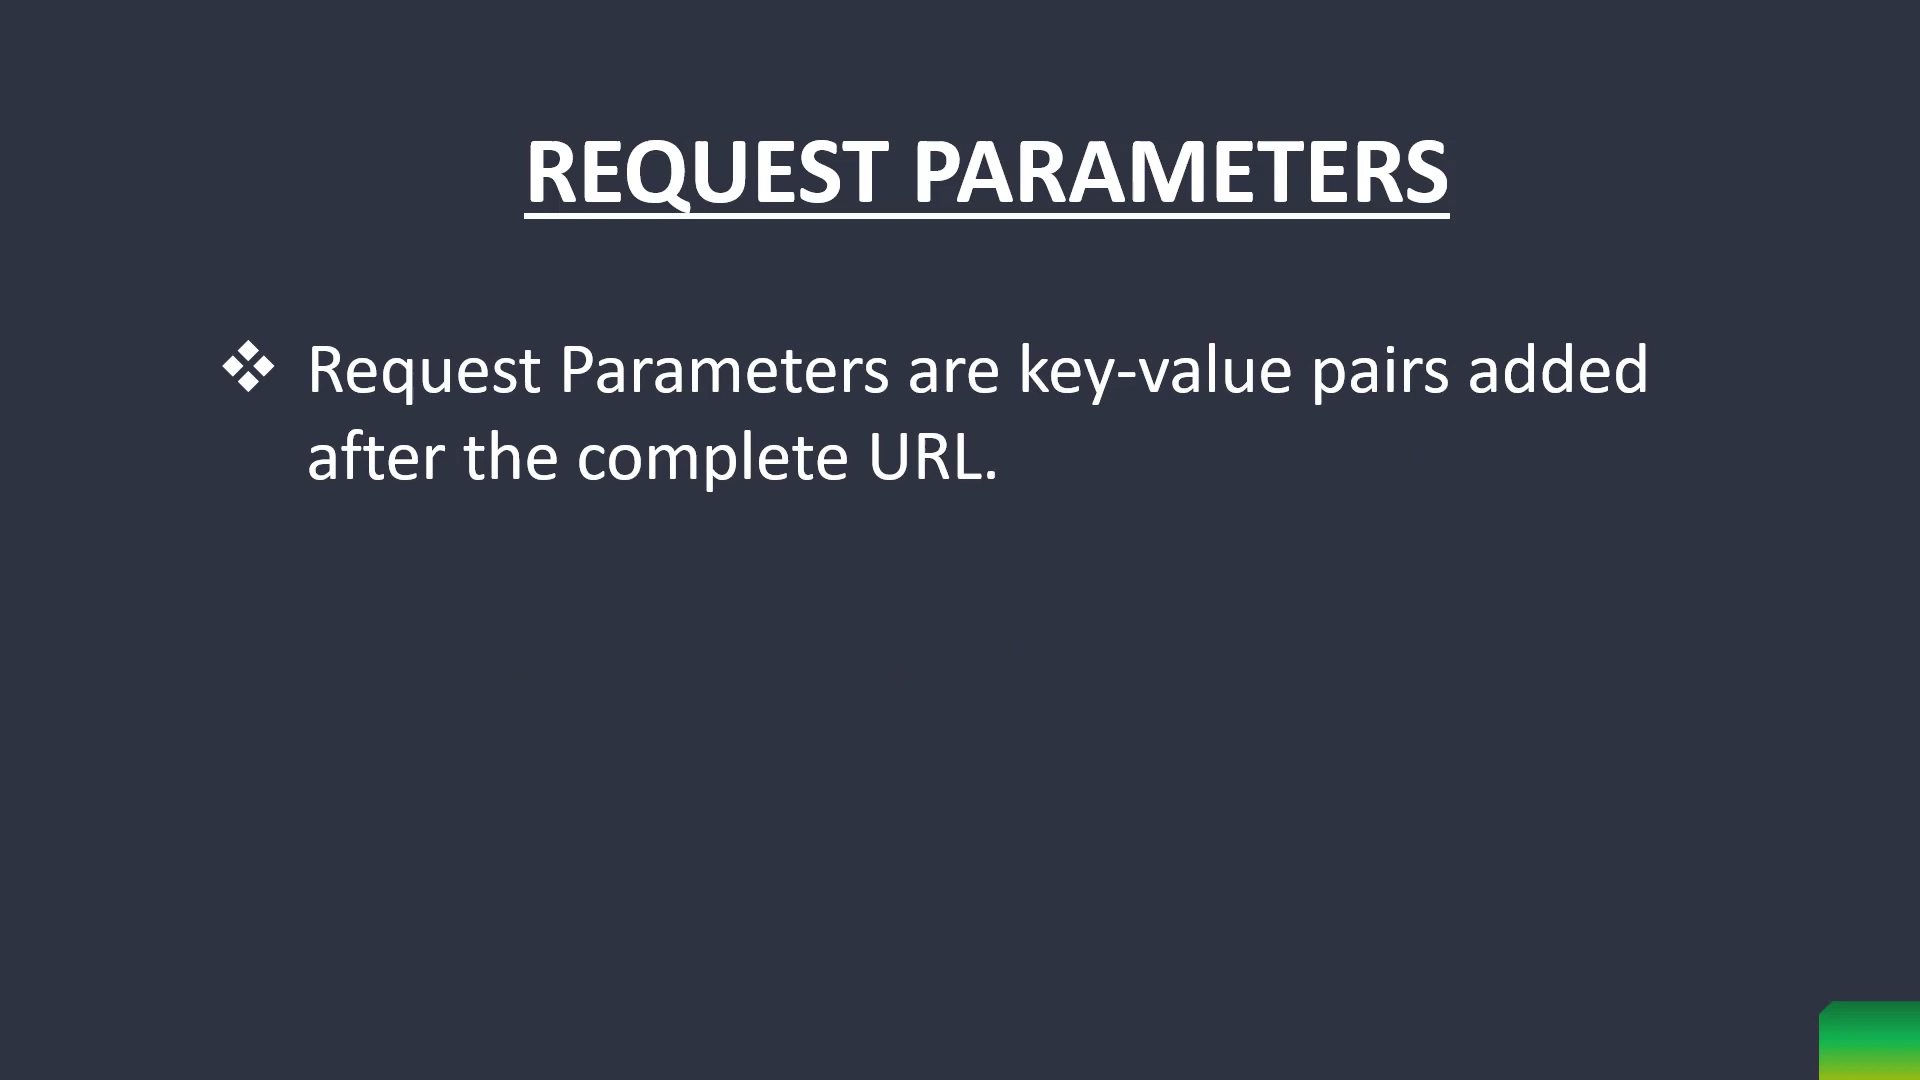 REQUEST PARAMETERS
❖ Request Parameters are key-value pairs added
after the complete URL.